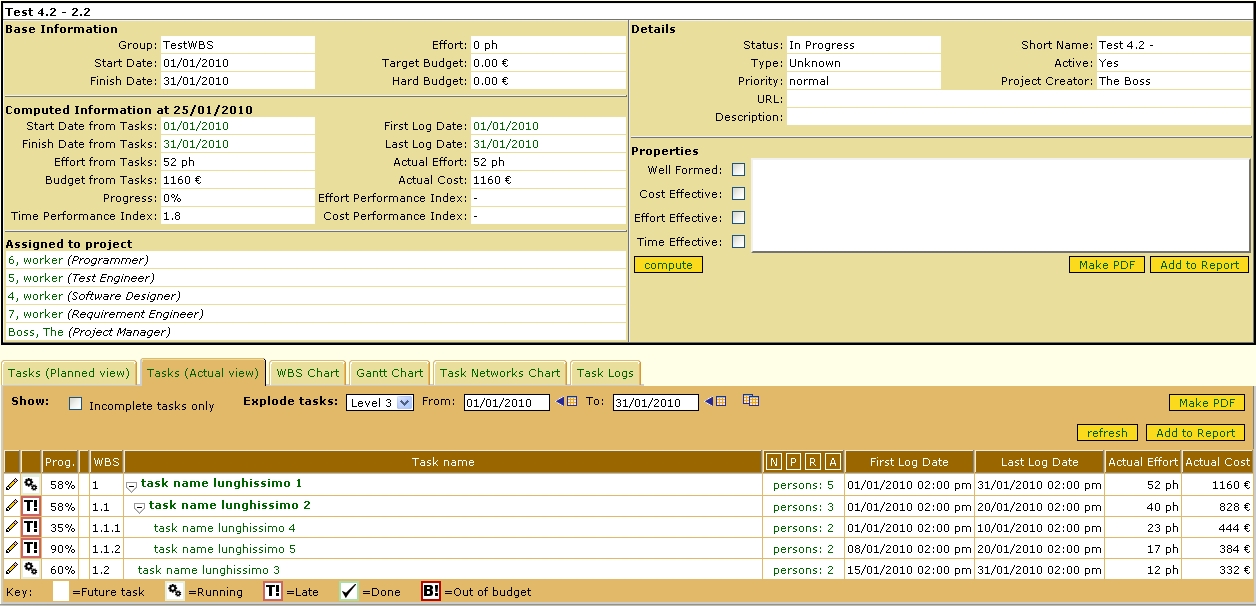 Test 4.2 - 2.2
Base Information
Group: TestWBS Effort: 0 ph
Start Date: 01/01/2010 Target Budget: 0.00 €
Finish Date: 31/01/2010 Hard Budget: 0.00 €
Computed Information at 25/01/2010
Start Date from Tasks: 01/01/2010 First Log Date: 01/01/2010
Finish Date from Tasks: 31/01/2010 Last Log Date: 31/01/2010
Effort from Tasks: 52 ph Actual Effort: 52 ph
Budget from Tasks: 1160 € Actual Cost: 1160 €
Progress: 0% Effort Performance Index: -
Time Performance Index: 1.8 Cost Performance Index: -
Assigned to project
6, worker (Programmer)
5, worker (Test Engineer)
4, worker (Software Designer)
7, worker (Requirement Engineer)
Boss, The (Project Manager)
Details
Status: In Progress Short Name: Test 4.2 -
Type: Unknown Active: Yes
Priority: normal Project Creator: The Boss
URL:
Description:
Properties
Well Formed:
Cost Effective:
Effort Effective:
Time Effective:
compute Make PDF Add to Report
Tasks (Planned view) Tasks (Actual view) WBS Chart Gantt Chart Task Networks Chart Task Logs
Show: Incomplete tasks only Explode tasks: Level 3 From: 01/01/2010 To: 31/01/2010 Make PDF
refresh Add to Report
Prog. WBS Task name N P R A First Log Date Last Log Date Actual Effort Actual Cost
58% 1 task name lunghissimo 1 persons: 5 01/01/2010 02:00 pm 31/01/2010 02:00 pm 52 ph 1160 €
T! 58% 1.1 task name lunghissimo 2 persons: 3 01/01/2010 02:00 pm 20/01/2010 02:00 pm 40 ph 828 €
T! 35% 1.1.1 task name lunghissimo 4 persons: 2 01/01/2010 02:00 pm 10/01/2010 02:00 pm 23 ph 444 €
T! 90% 1.1.2 task name lunghissimo 5 persons: 2 08/01/2010 02:00 pm 20/01/2010 02:00 pm 17 ph 384 €
60% 1.2 task name lunghissimo 3 persons: 2 15/01/2010 02:00 pm 31/01/2010 02:00 pm 12 ph 332 €
Key: =Future task =Running T! =Late =Done B! =Out of budget